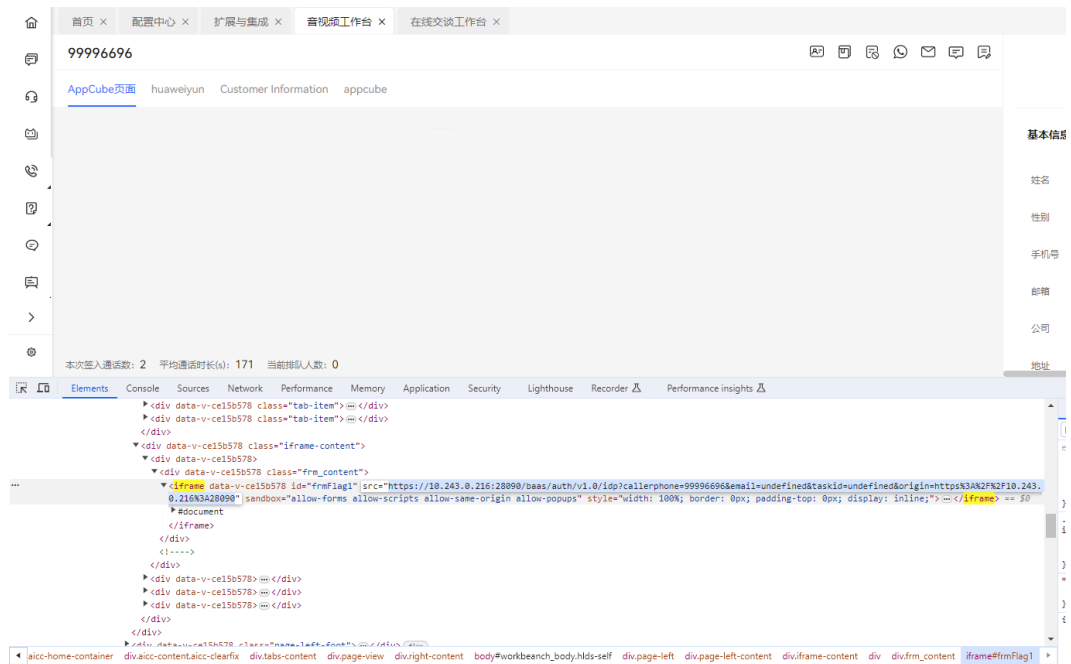 首页 × 配置中心 × 扩展与集成 × 音视频工作台 × 在线交谈工作台 ×
99996696
AppCube页面 huaweiyun Customer Information appcube
基本信息
姓名
性别
手机号
邮箱
公司
地址
本次签入通话数: 2 平均通话时长(s): 171 当前排队人数: 0
Elements Console Sources Network Performance Memory Application Security Lighthouse Recorder Performance insights
▶<div data-v-ce15b578 class="tab-item">…</div>
▶<div data-v-ce15b578 class="tab-item">…</div>
</div>
▼<div data-v-ce15b578 class="iframe-content">
▼<div data-v-ce15b578>
▼<div data-v-ce15b578 class="frm_content">
▼<iframe data-v-ce15b578 id="frmFlag1" src="https://10.243.0.216:28090/baas/auth/v1.0/idp?callerphone=99996696&email=undefined&taskid=undefined&origin=https%3A%2F%2F10.243.
0.216%3A28090" sandbox="allow-forms allow-scripts allow-same-origin allow-popups" style="width: 100%; border: 0px; padding-top: 0px; display: inline;">…</iframe> == $0
▶#document
</iframe>
</div>
<!---->
</div>
▶<div data-v-ce15b578>…</div>
▶<div data-v-ce15b578>…</div>
▶<div data-v-ce15b578>…</div>
</div>
</div>
▶<div data-v-ce15b578 class="page-left-foot">…</div>
aicc-home-container div.aicc-content.aicc-clearfix div.tabs-content div.page-view div.right-content body#workbeanch_body.hlds-self div.page-left div.page-left-content div.iframe-content div div.frm_content iframe#frmFlag1